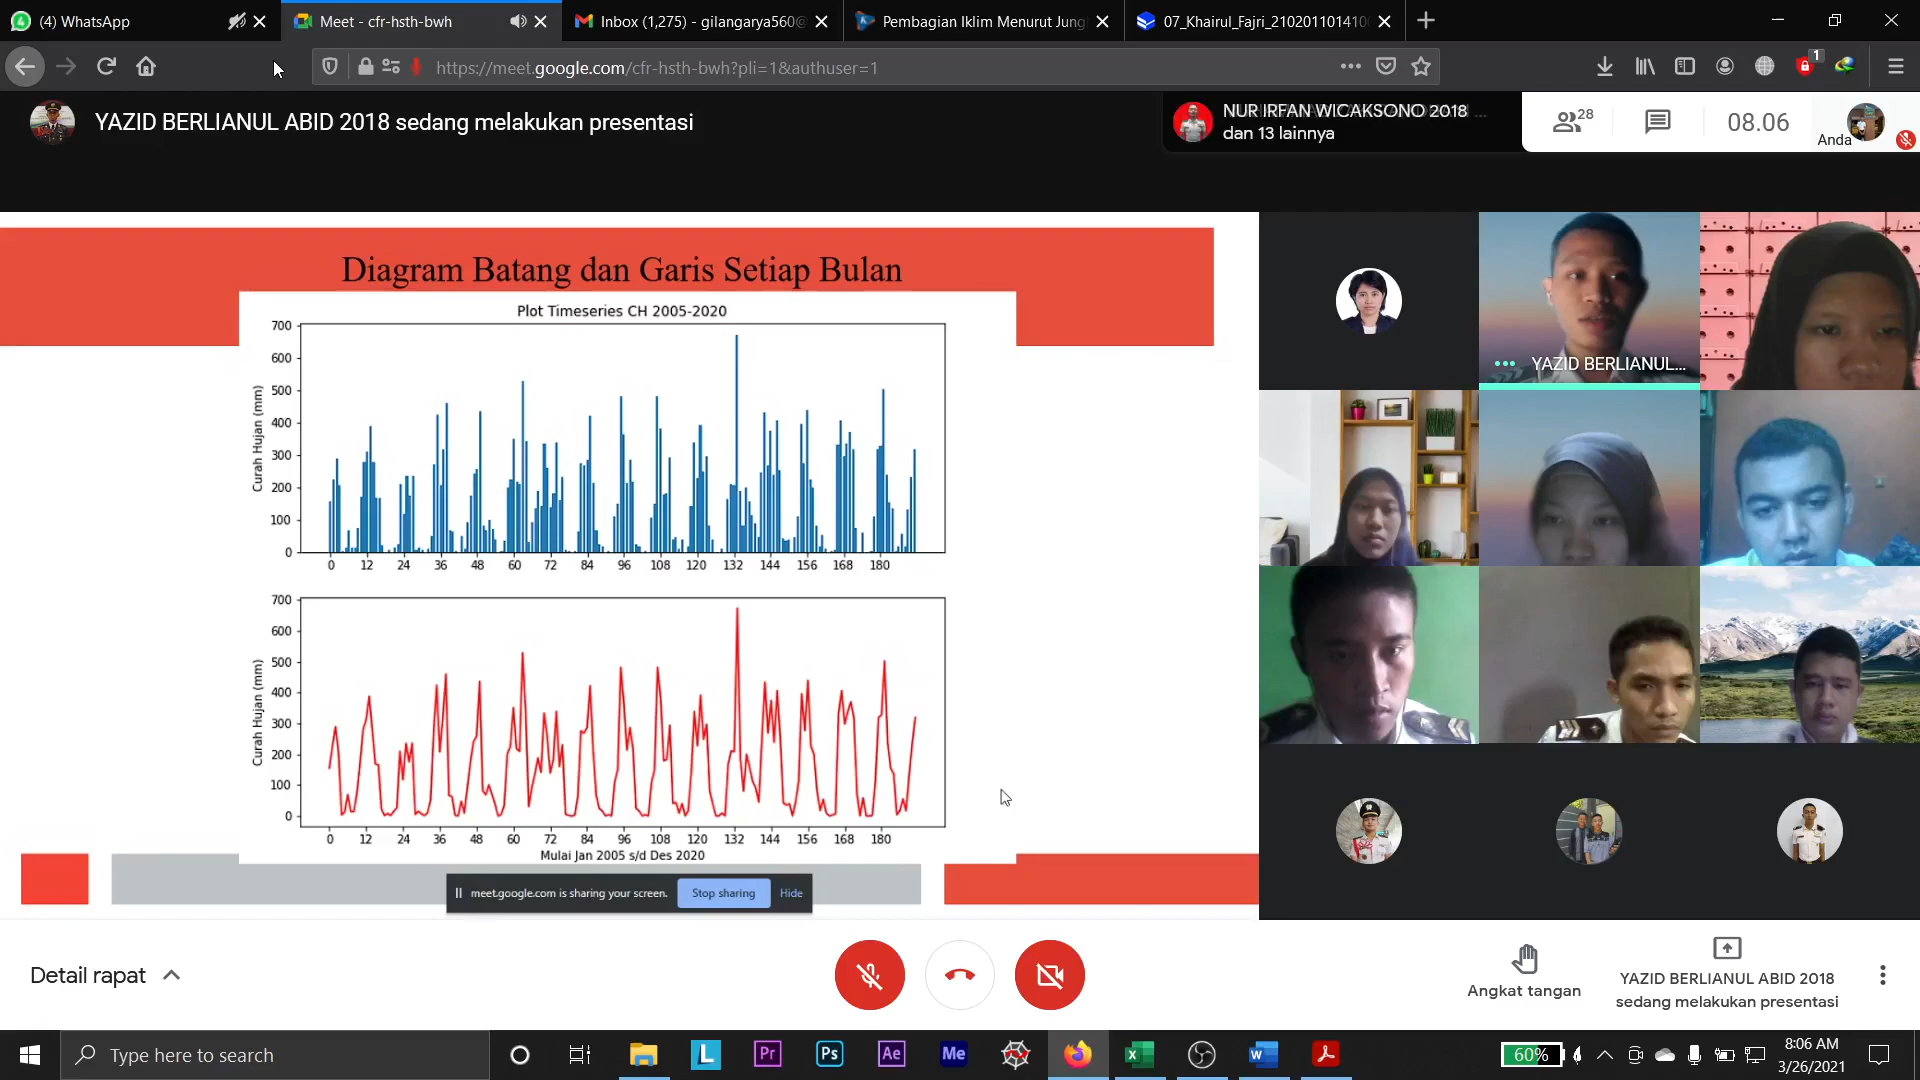 (4) WhatsApp
Meet - cfr-hsth-bwh
Inbox (1,275) - gilangarya560@
Pembagian Iklim Menurut Jung
07_Khairul_Fajri_2102011014100
https://meet.google.com/cfr-hsth-bwh?pli=1&authuser=1
1
YAZID BERLIANUL ABID 2018 sedang melakukan presentasi
NUR IRFAN WICAKSONO 2018
dan 13 lainnya
28
08.06
Anda
Diagram Batang dan Garis Setiap Bulan
Plot Timeseries CH 2005-2020
Curah Hujan (mm)
700
600
500
400
300
200
100
0
0 12 24 36 48 60 72 84 96 108 120 132 144 156 168 180
Curah Hujan (mm)
700
600
500
400
300
200
100
0
0 12 24 36 48 60 72 84 96 108 120 132 144 156 168 180
Mulai Jan 2005 s/d Des 2020
meet.google.com is sharing your screen.
Stop sharing
Hide
YAZID BERLIANUL...
Detail rapat
Angkat tangan
YAZID BERLIANUL ABID 2018
sedang melakukan presentasi
Type here to search
L
Pr
Ps
Ae
Me
X
W
60%
8:06 AM
3/26/2021